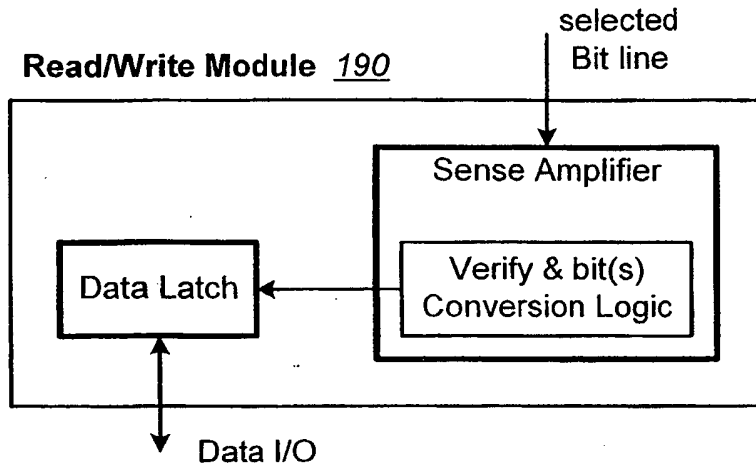 selected
Bit line
Read/Write Module 190
Sense Amplifier
Verify & bit(s)
Conversion Logic
Data Latch
Data I/O